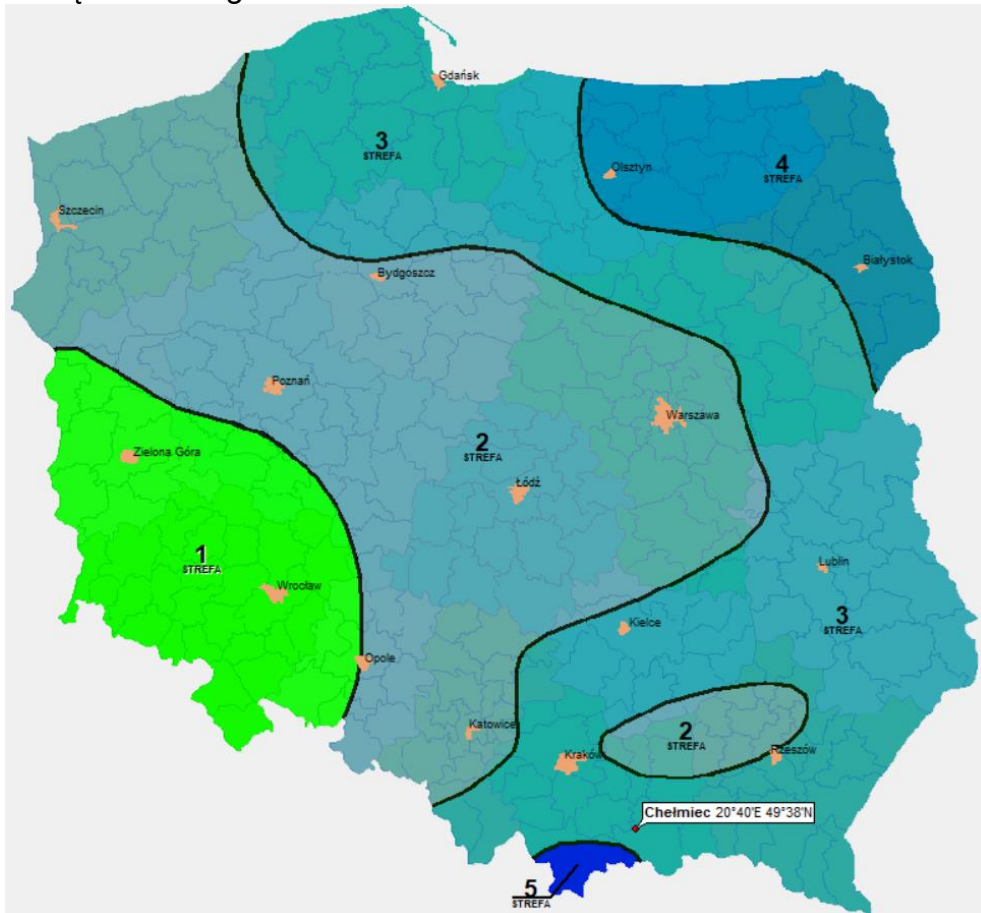 Gdańsk
3
STREFA
Olsztyn
4
STREFA
Szczecin
Białystok
Bydgoszcz
Poznań
Warszawa
2
STREFA
Zielona Góra
Łódź
1
STREFA
Wrocław
Lublin
3
STREFA
Kielce
Opole
Katowice
2
STREFA
Kraków
Rzeszów
Chełmiec 20°40'E 49°38'N
5
STREFA